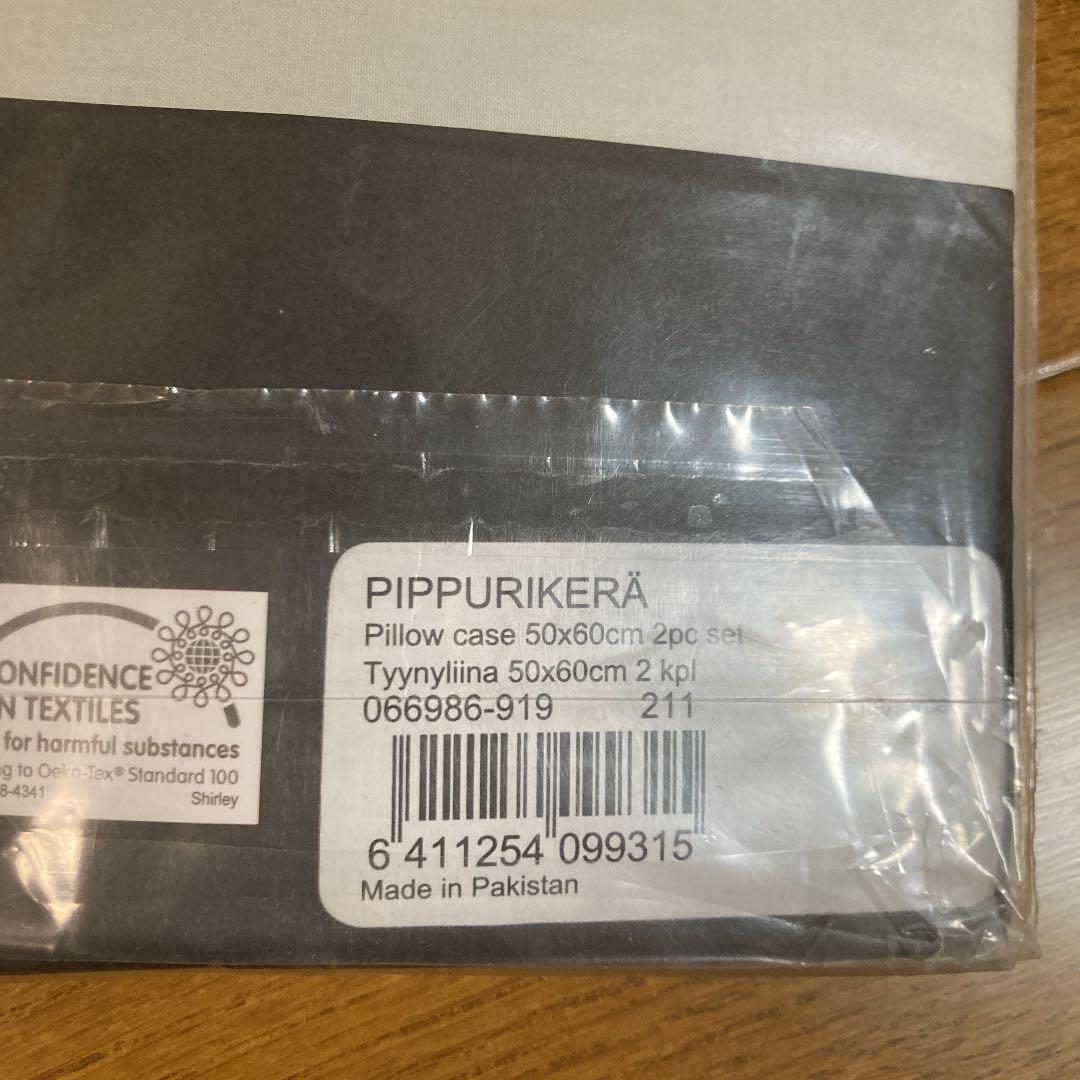 ONFIDENCE
N TEXTILES
for harmful substances
g to Oeko-Tex® Standard 100
8-4341
Shirley
PIPPURIKERÄ
Pillow case 50x60cm 2pc set
Tyynyliina 50x60cm 2 kpl
066986-919 211
6 411254 099315
Made in Pakistan